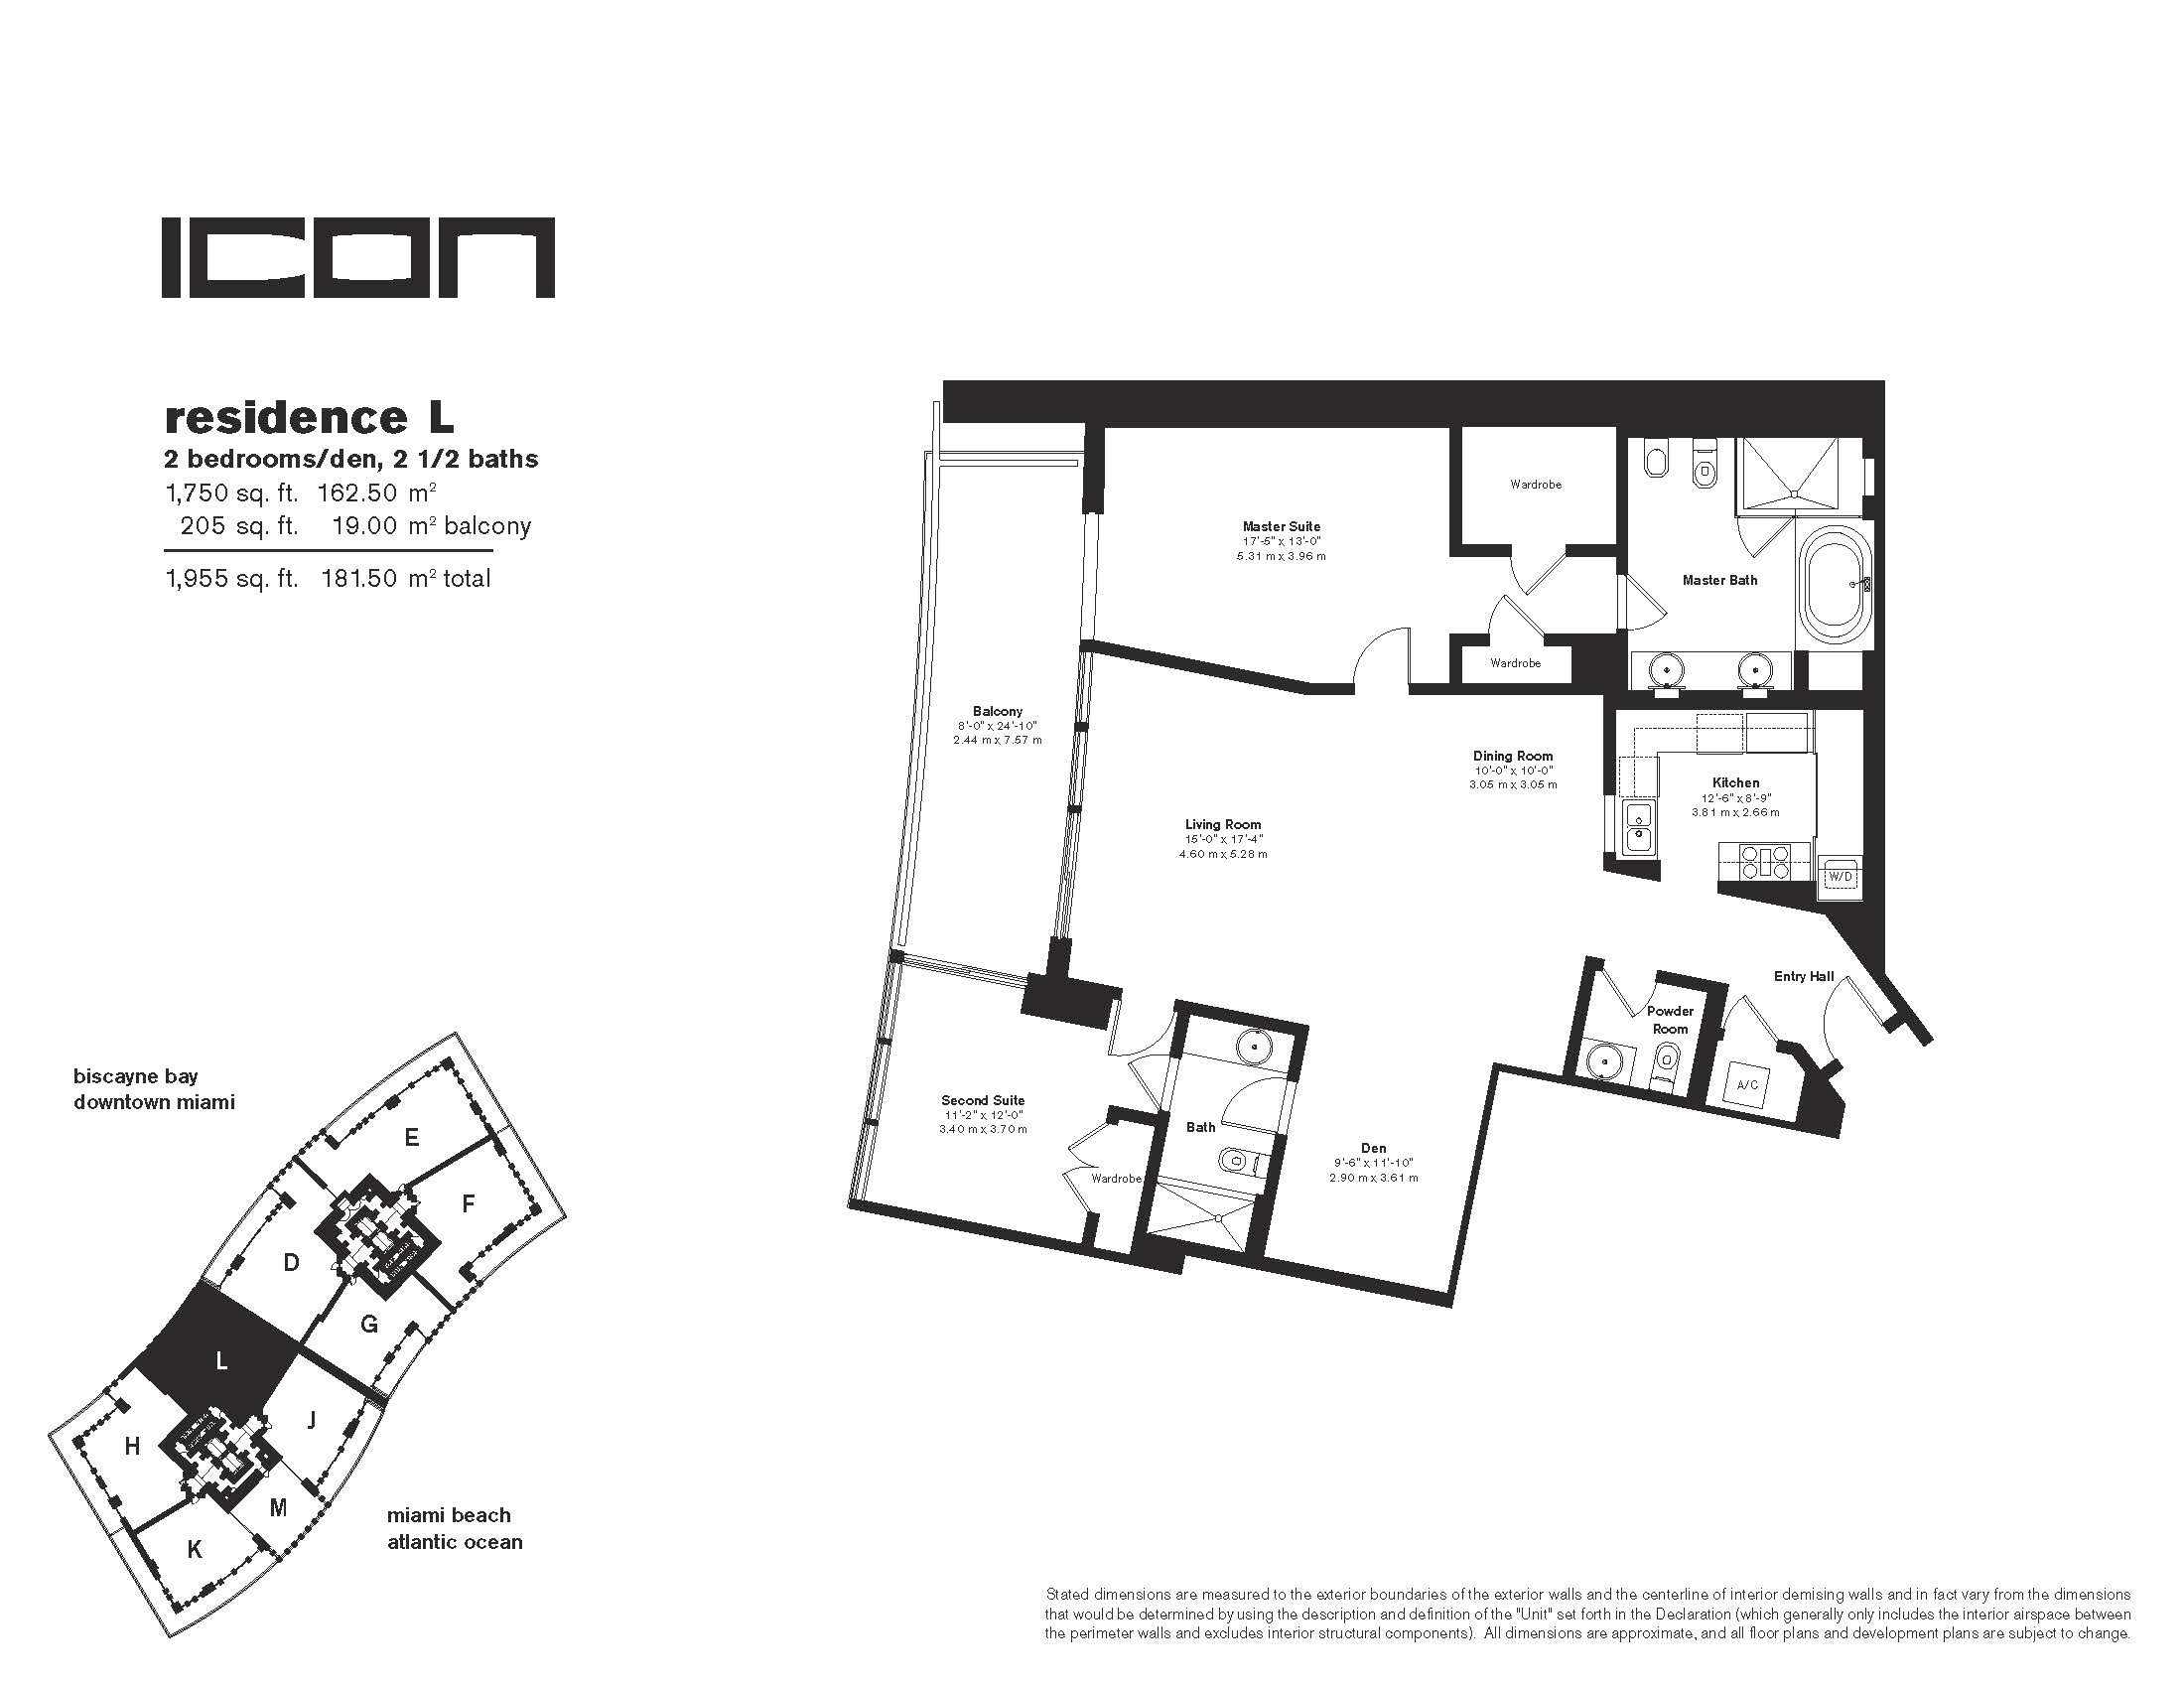 ICON
residence L
2 bedrooms/den, 2 1/2 baths
1,750 sq. ft. 162.50 m²
205 sq. ft. 19.00 m² balcony
1,955 sq. ft. 181.50 m² total
Wardrobe
Master Suite
17'-5" x 13'-0"
5.31 m x 3.96 m
Master Bath
Wardrobe
Balcony
8'-0" x 24'-10"
2.44 m x 7.57 m
Dining Room
10'-0" x 10'-0"
3.05 m x 3.05 m
Kitchen
12'-6" x 8'-9"
3.81 m x 2.66 m
Living Room
15'-0" x 17'-4"
4.60 m x 5.28 m
W/D
Entry Hall
Powder
Room
A/C
Second Suite
11'-2" x 12'-0"
3.40 m x 3.70 m
Bath
Den
9'-6" x 11'-10"
2.90 m x 3.61 m
Wardrobe
biscayne bay
downtown miami
E
F
D
G
L
J
H
M
K
miami beach
atlantic ocean
Stated dimensions are measured to the exterior boundaries of the exterior walls and the centerline of interior demising walls and in fact vary from the dimensions
that would be determined by using the description and definition of the "Unit" set forth in the Declaration (which generally only includes the interior airspace between
the perimeter walls and excludes interior structural components). All dimensions are approximate, and all floor plans and development plans are subject to change.